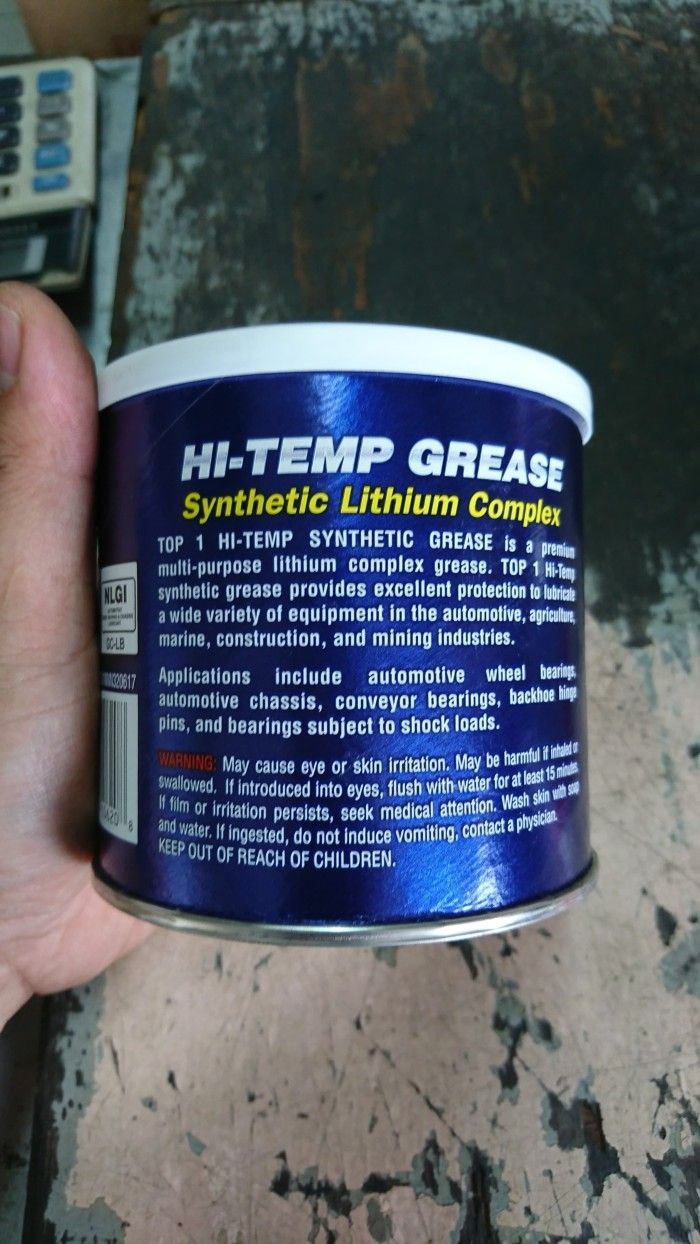 HI-TEMP GREASE
Synthetic Lithium Complex
TOP 1 HI-TEMP SYNTHETIC GREASE is a premium
multi-purpose lithium complex grease. TOP 1 Hi-Temp
synthetic grease provides excellent protection to lubricate
a wide variety of equipment in the automotive, agriculture,
marine, construction, and mining industries.
Applications include automotive wheel bearings,
automotive chassis, conveyor bearings, backhoe hinge
pins, and bearings subject to shock loads.
WARNING: May cause eye or skin irritation. May be harmful if inhaled or
swallowed. If introduced into eyes, flush with water for at least 15 minutes.
If film or irritation persists, seek medical attention. Wash skin with soap
and water. If ingested, do not induce vomiting, contact a physician.
KEEP OUT OF REACH OF CHILDREN.
NLGI
GC-LB